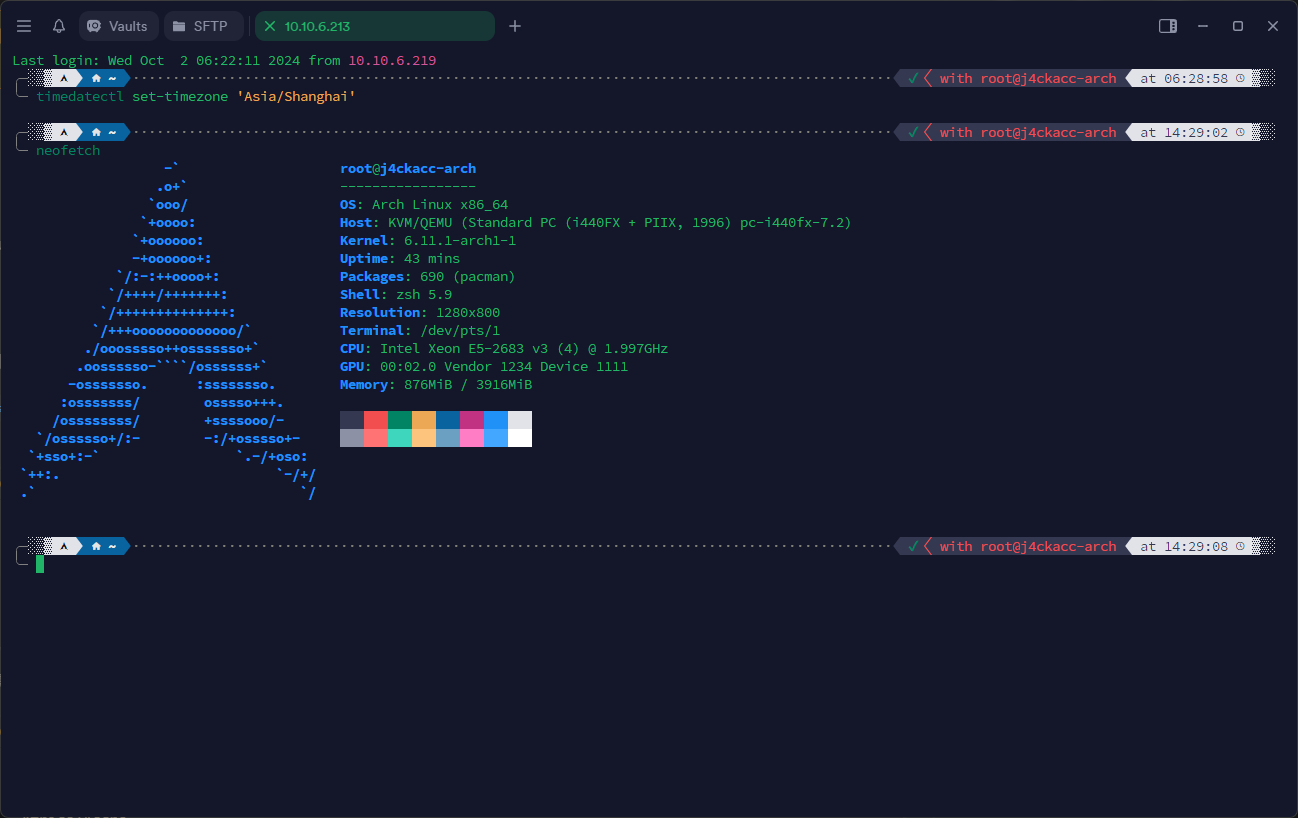 Vaults SFTP 10.10.6.213
Last login: Wed Oct  2 06:22:11 2024 from 10.10.6.219
~ ✓ with root@j4ckacc-arch at 06:28:58
timedatectl set-timezone 'Asia/Shanghai'
~ ✓ with root@j4ckacc-arch at 14:29:02
neofetch
-`
.o+`
`ooo/
`+oooo:
`+oooooo:
-+oooooo+:
`/:-:++oooo+:
`/++++/+++++++:
`/++++++++++++++:
`/+++ooooooooooooo/`
./ooosssso++osssssso+`
.oossssso-````/ossssss+`
-osssssso.      :ssssssso.
:osssssss/        osssso+++.
/ossssssss/        +ssssooo/-
`/ossssso+/:-        -:/+osssso+-
`+sso+:-`                 `.-/+oso:
`++:.                           `-/+/
.`                                 `/
root@j4ckacc-arch
-----------------
OS: Arch Linux x86_64
Host: KVM/QEMU (Standard PC (i440FX + PIIX, 1996) pc-i440fx-7.2)
Kernel: 6.11.1-arch1-1
Uptime: 43 mins
Packages: 690 (pacman)
Shell: zsh 5.9
Resolution: 1280x800
Terminal: /dev/pts/1
CPU: Intel Xeon E5-2683 v3 (4) @ 1.997GHz
GPU: 00:02.0 Vendor 1234 Device 1111
Memory: 876MiB / 3916MiB
~ ✓ with root@j4ckacc-arch at 14:29:08